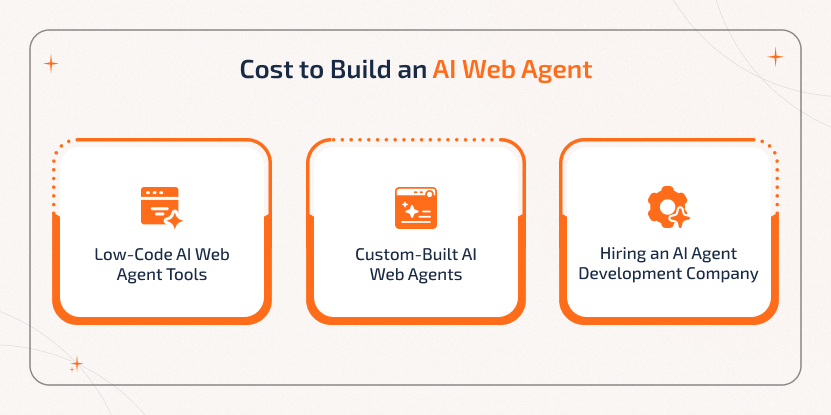 Cost to Build an AI Web Agent
Low-Code AI Web
Agent Tools
Custom-Built AI
Web Agents
Hiring an AI Agent
Development Company